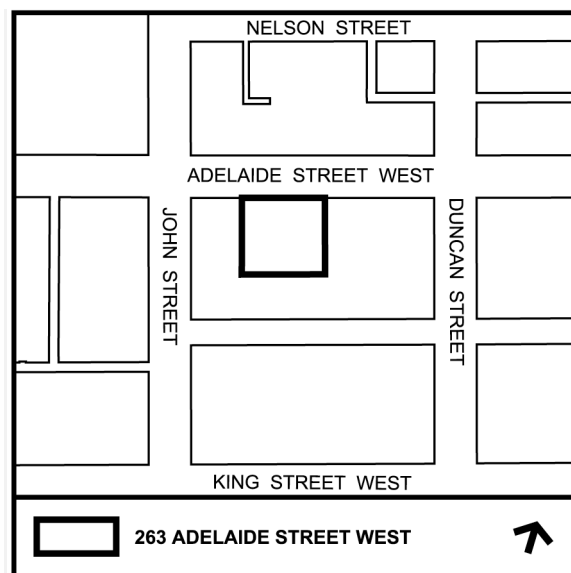 NELSON STREET
ADELAIDE STREET WEST
JOHN STREET
DUNCAN STREET
KING STREET WEST
263 ADELAIDE STREET WEST